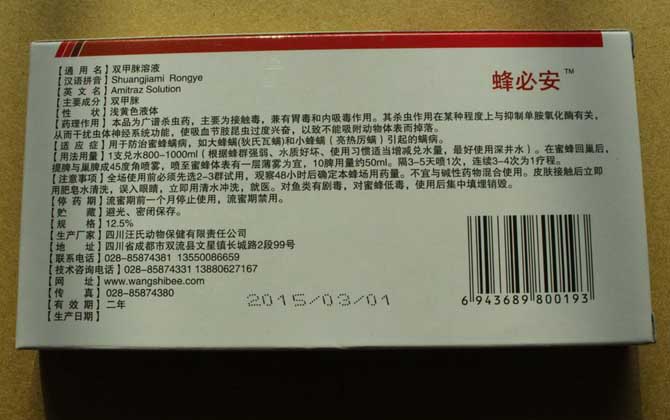 【通 用 名】双甲脒溶液
【汉语拼音】Shuangjiami Rongye
【英 文 名】Amitraz Solution
【主要成分】双甲脒
【性 状】浅黄色液体
蜂必安™
【药理作用】本品为广谱杀虫药，主要为接触毒，兼有胃毒和内吸毒作用。其杀虫作用在某种程度上与抑制单胺氧化酶有关，
从而干扰虫体神经系统功能，使吸血节肢昆虫过度兴奋，以致不能吸附动物体表而掉落。
【适 应 症】用于防治蜜蜂螨病，如大蜂螨(狄氏瓦螨)和小蜂螨（亮热厉螨）引起的螨病。
【用法用量】1支兑水800-1000ml（根据蜂群强弱、水质好坏、使用习惯适当增减兑水量，最好使用深井水）。在蜜蜂回巢后，
提脾与巢脾成45度角喷雾，喷至蜜蜂体表有一层薄雾为宜，10脾用量约50ml。隔3-5天喷1次，连续3-4次为1疗程。
【注意事项】全场使用前必须先选2-3群试用，观察48小时后确定本蜂场用药量。不宜与碱性药物混合使用。皮肤接触后立即
用肥皂水清洗，误入眼睛，立即用清水冲洗，就医。对鱼类有剧毒，对蜜蜂低毒，使用后集中填埋销毁。
【停 药 期】流蜜期前一个月停止使用，流蜜期禁用。
【贮 藏】避光、密闭保存。
【规 格】12.5%
【生产厂家】四川汪氏动物保健有限责任公司
【地 址】四川省成都市双流县文星镇长城路2段99号
【联系电话】028-85874381 13550086659
【技术咨询电话】028-85874331 13880627167
【网 址】www.wangshibee.com
【传 真】028-85874380
【有 效 期】二年
【生产日期】
2015/03/01
6 943689 800193